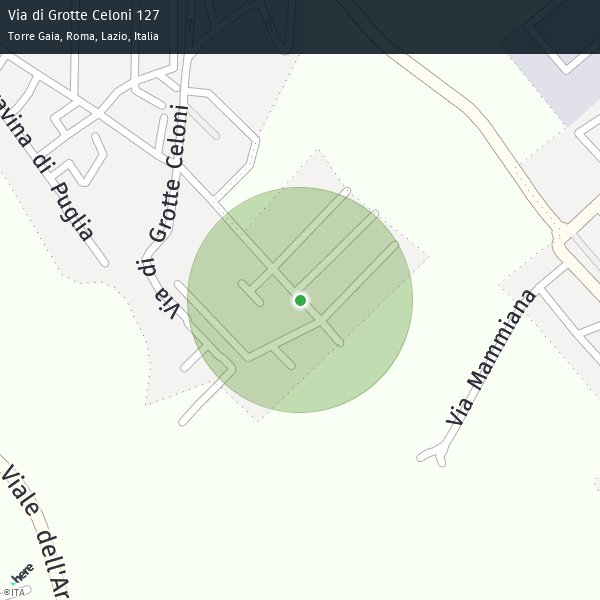 Via di Grotte Celoni 127
Torre Gaia, Roma, Lazio, Italia
avina di Puglia
Via di Grotte Celoni
Via Mammiana
Viale dell'Ar
here
©ITA